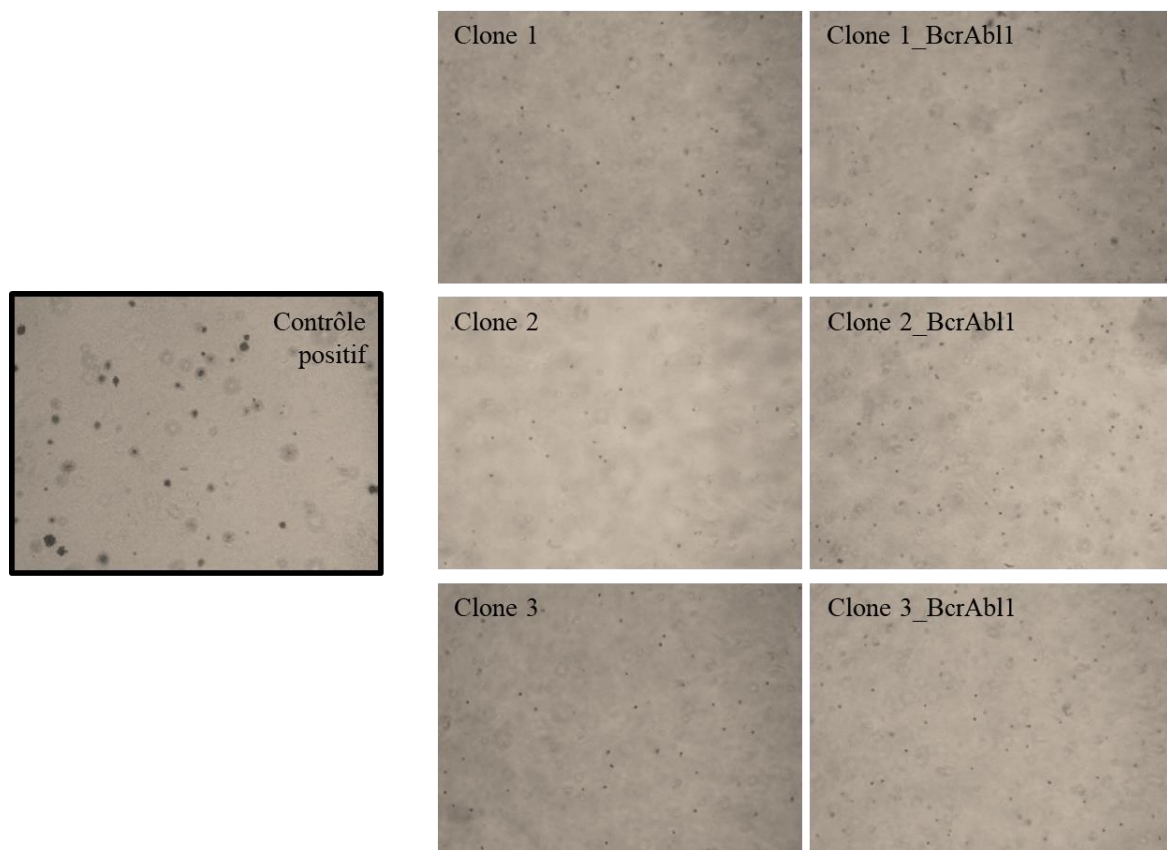 Clone 1
Clone 1_BcrAbl1
Contrôle
positif
Clone 2
Clone 2_BcrAbl1
Clone 3
Clone 3_BcrAbl1